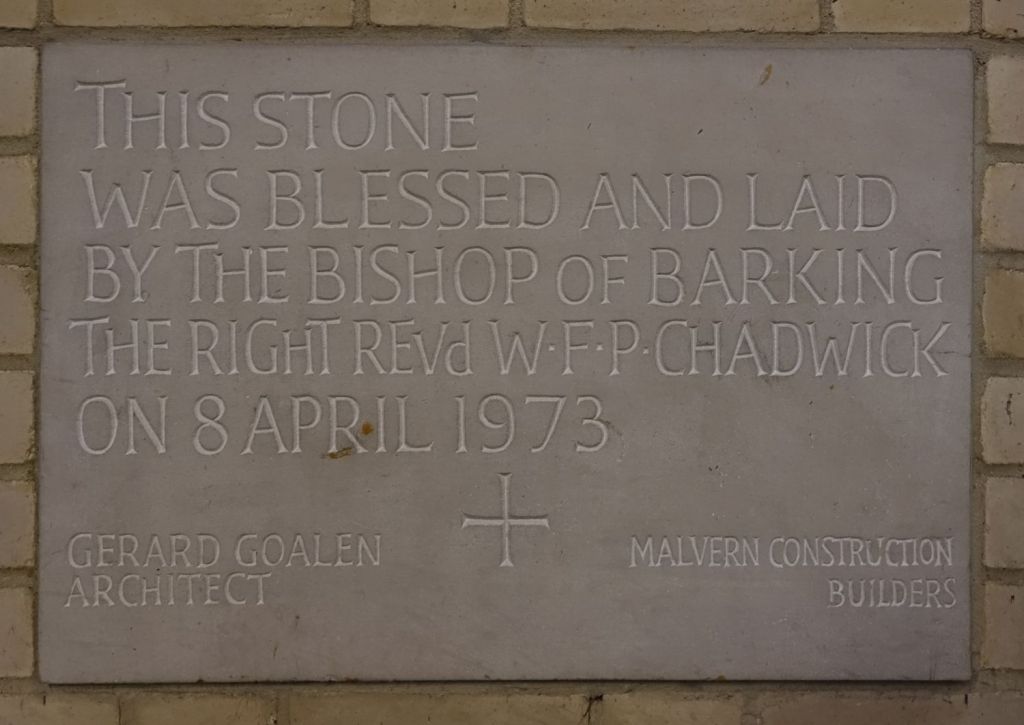 THIS STONE
WAS BLESSED AND LAID
BY THE BISHOP OF BARKING
THE RIGHT REVd W·F·P·CHADWICK
ON 8 APRIL 1973
GERARD GOALEN
ARCHITECT
MALVERN CONSTRUCTION
BUILDERS